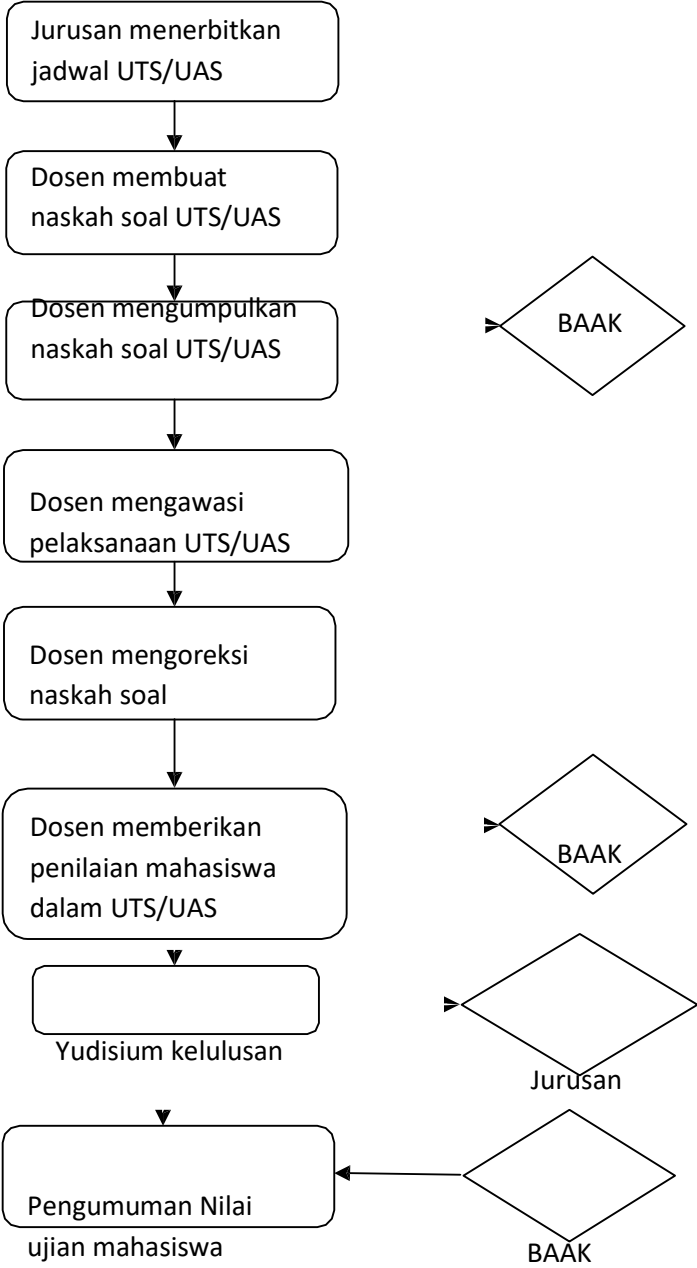 Jurusan menerbitkan
jadwal UTS/UAS
Dosen membuat
naskah soal UTS/UAS
Dosen mengumpulkan
naskah soal UTS/UAS
BAAK
Dosen mengawasi
pelaksanaan UTS/UAS
Dosen mengoreksi
naskah soal
Dosen memberikan
penilaian mahasiswa
dalam UTS/UAS
BAAK
Yudisium kelulusan
Jurusan
Pengumuman Nilai
ujian mahasiswa
BAAK